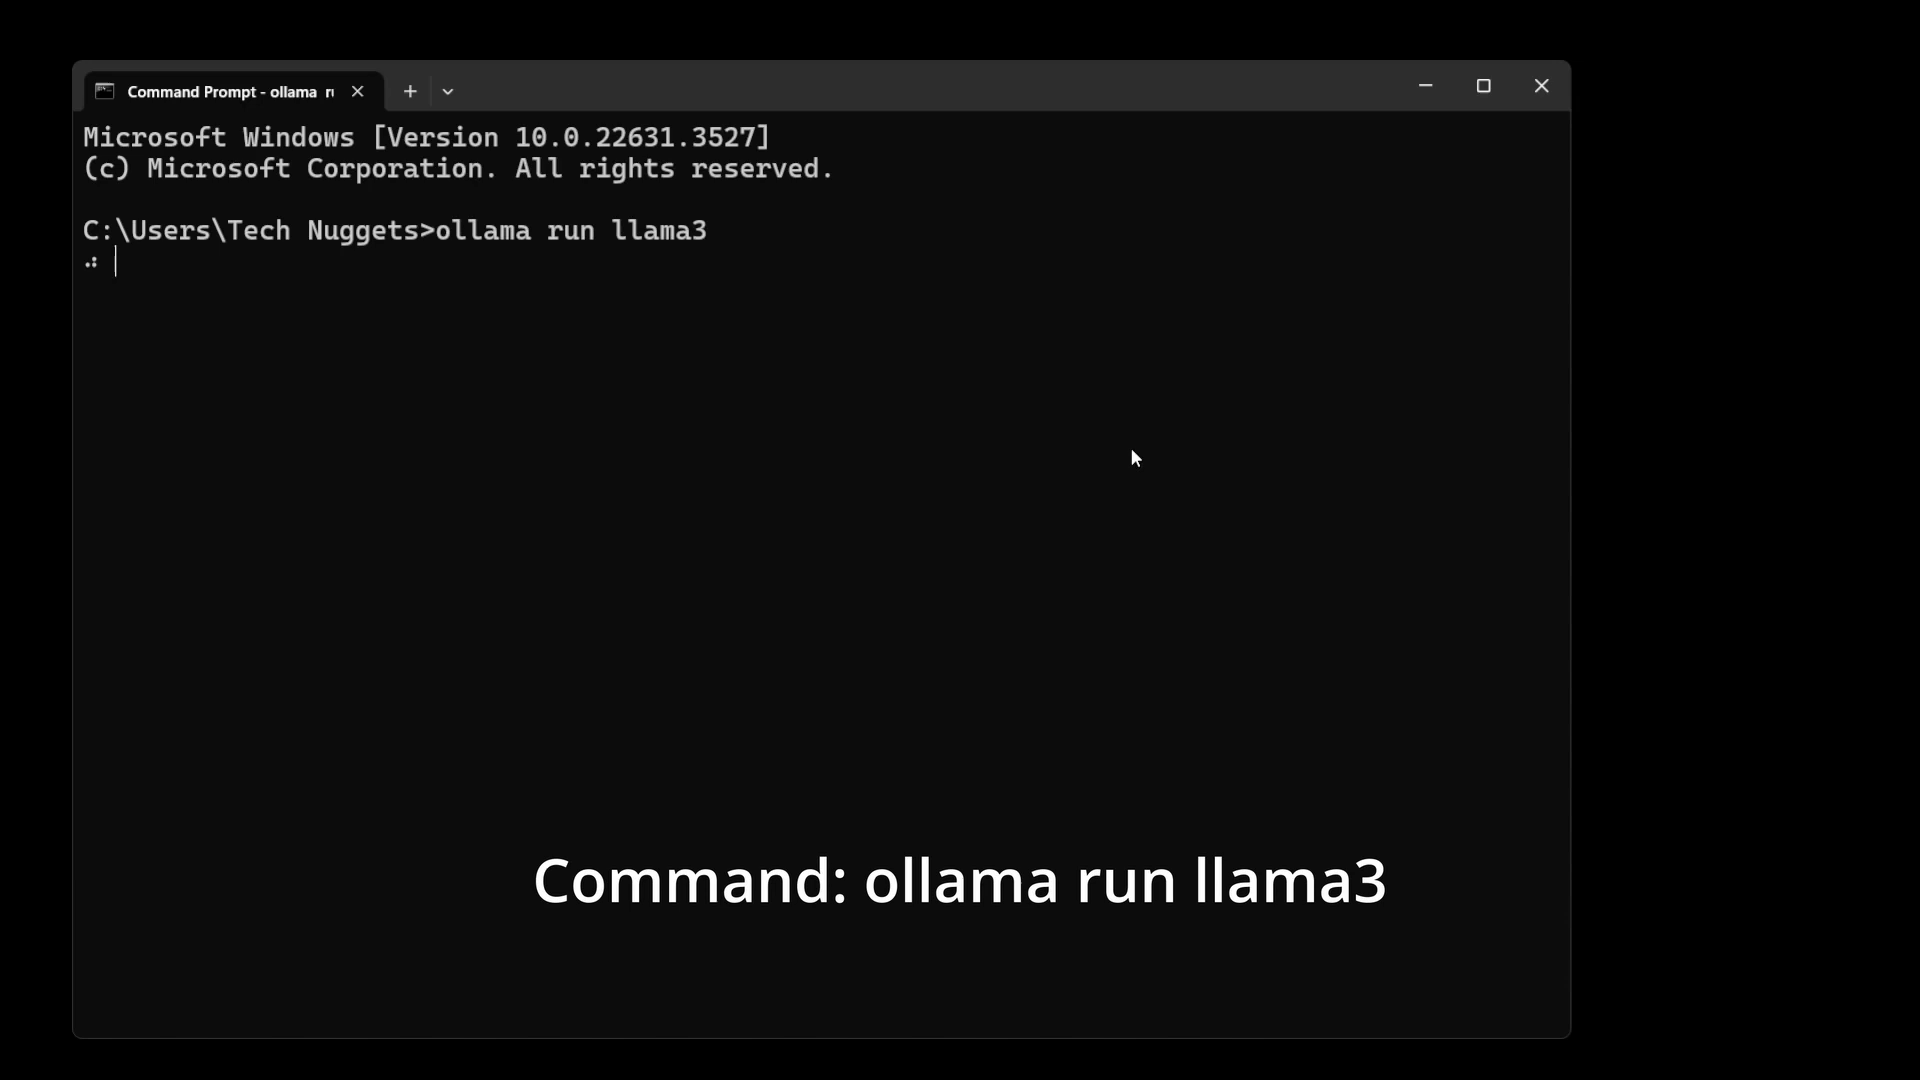 Command Prompt - ollama r
Microsoft Windows [Version 10.0.22631.3527]
(c) Microsoft Corporation. All rights reserved.
C:\Users\Tech Nuggets>ollama run llama3
Command: ollama run llama3